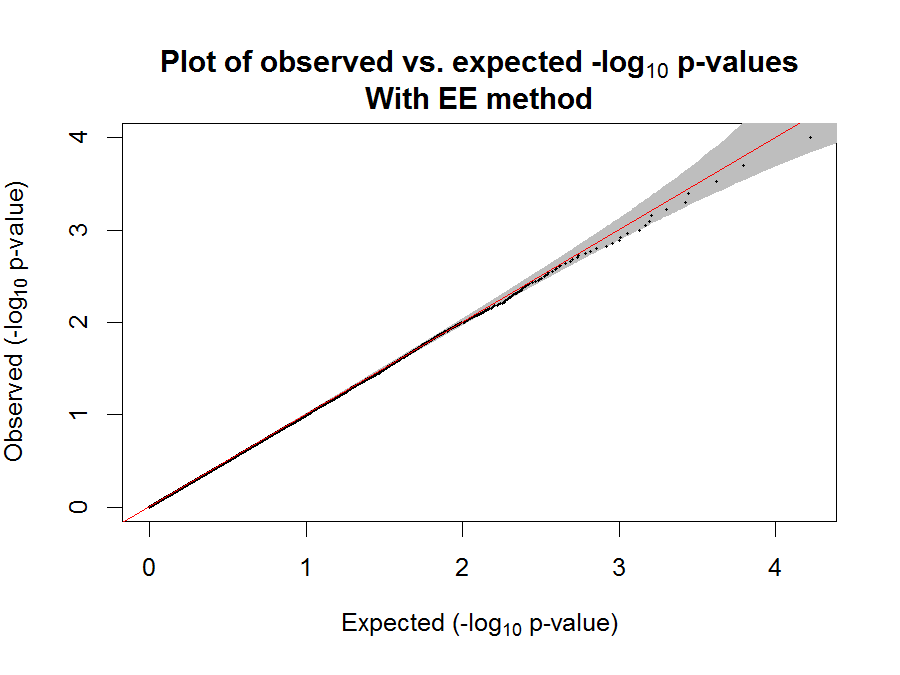 Plot of observed vs. expected -log10 p-values
With EE method
Observed (-log10 p-value)
4
3
2
1
0
0 1 2 3 4
Expected (-log10 p-value)